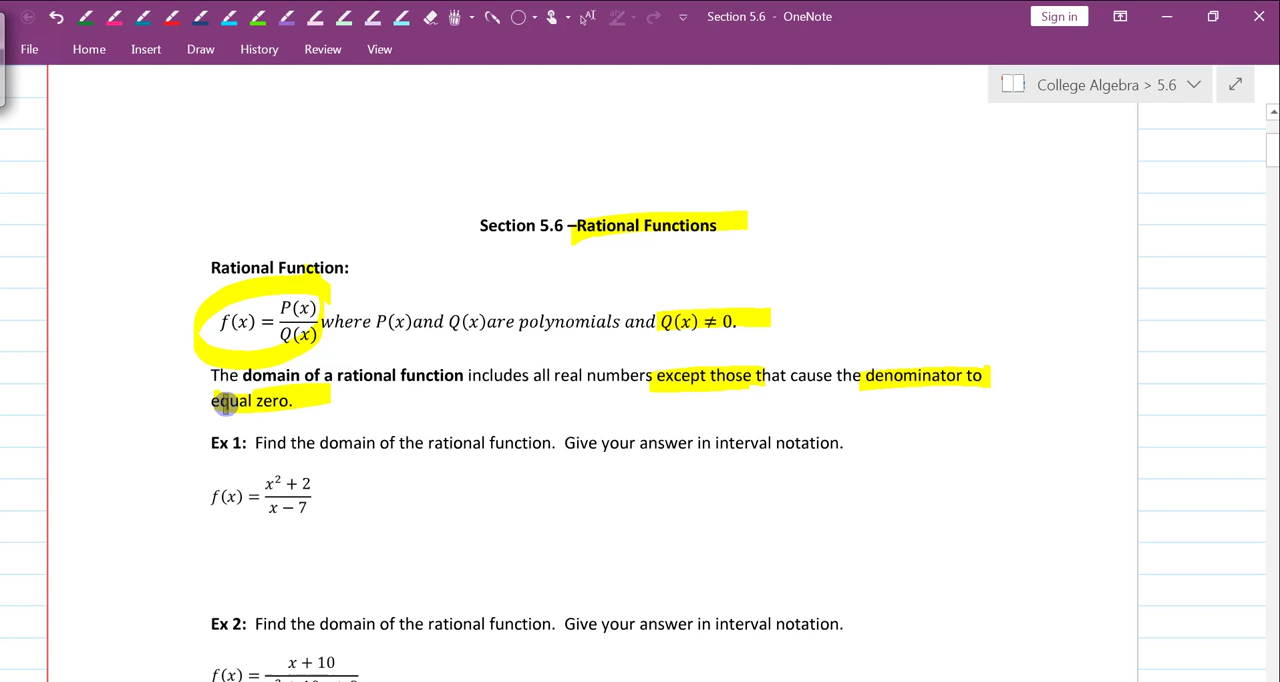 Section 5.6 - OneNote
Sign in
File Home Insert Draw History Review View
College Algebra > 5.6
Section 5.6 –Rational Functions
Rational Function:
f(x) = P(x)/Q(x) where P(x)and Q(x)are polynomials and Q(x) ≠ 0.
The domain of a rational function includes all real numbers except those that cause the denominator to
equal zero.
Ex 1: Find the domain of the rational function. Give your answer in interval notation.
f(x) = x² + 2 / x − 7
Ex 2: Find the domain of the rational function. Give your answer in interval notation.
f(x) = x + 10